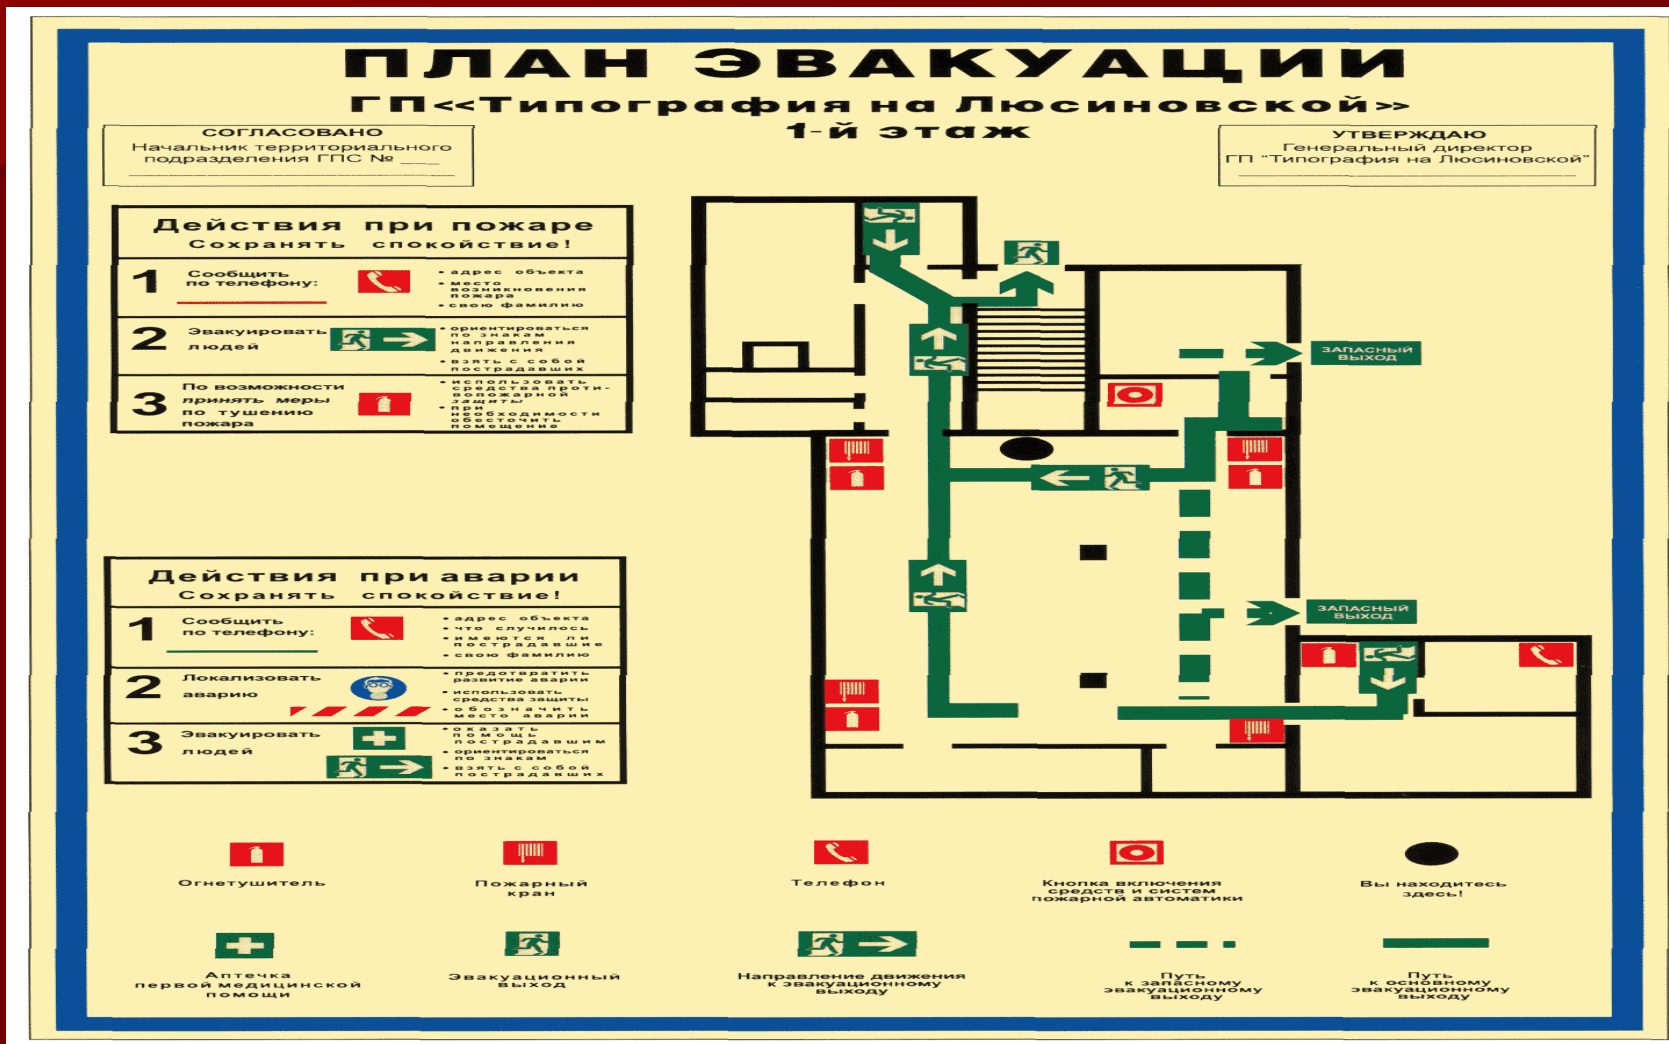 ПЛАН ЭВАКУАЦИИ
ГП«Типография на Люсиновской»
1-й этаж
СОГЛАСОВАНО
Начальник территориального
подразделения ГПС № ___
УТВЕРЖДАЮ
Генеральный директор
ГП "Типография на Люсиновской"
Действия при пожаре
Сохранять спокойствие!
1
Сообщить
по телефону:
• адрес объекта
• место
возникновения
пожара
• свою фамилию
2
Эвакуировать
людей
• ориентироваться
по знакам
направления
движения
• взять с собой
пострадавших
3
По возможности
принять меры
по тушению
пожара
• использовать
средства проти-
вопожарной
защиты
• при
необходимости
обесточить
помещение
ЗАПАСНЫЙ
ВЫХОД
ЗАПАСНЫЙ
ВЫХОД
Действия при аварии
Сохранять спокойствие!
1
Сообщить
по телефону:
• адрес объекта
• что случилось
• имеются ли
пострадавшие
• свою фамилию
2
Локализовать
аварию
• предотвратить
развитие аварии
• использовать
средства защиты
• обозначить
место аварии
3
Эвакуировать
людей
• оказать
помощь
пострадавшим
• ориентироваться
по знакам
• взять с собой
пострадавших
Огнетушитель
Пожарный
кран
Телефон
Кнопка включения
средств и систем
пожарной автоматики
Вы находитесь
здесь!
Аптечка
первой медицинской
помощи
Эвакуационный
выход
Направление движения
к эвакуационному
выходу
Путь
к запасному
эвакуационному
выходу
Путь
к основному
эвакуационному
выходу